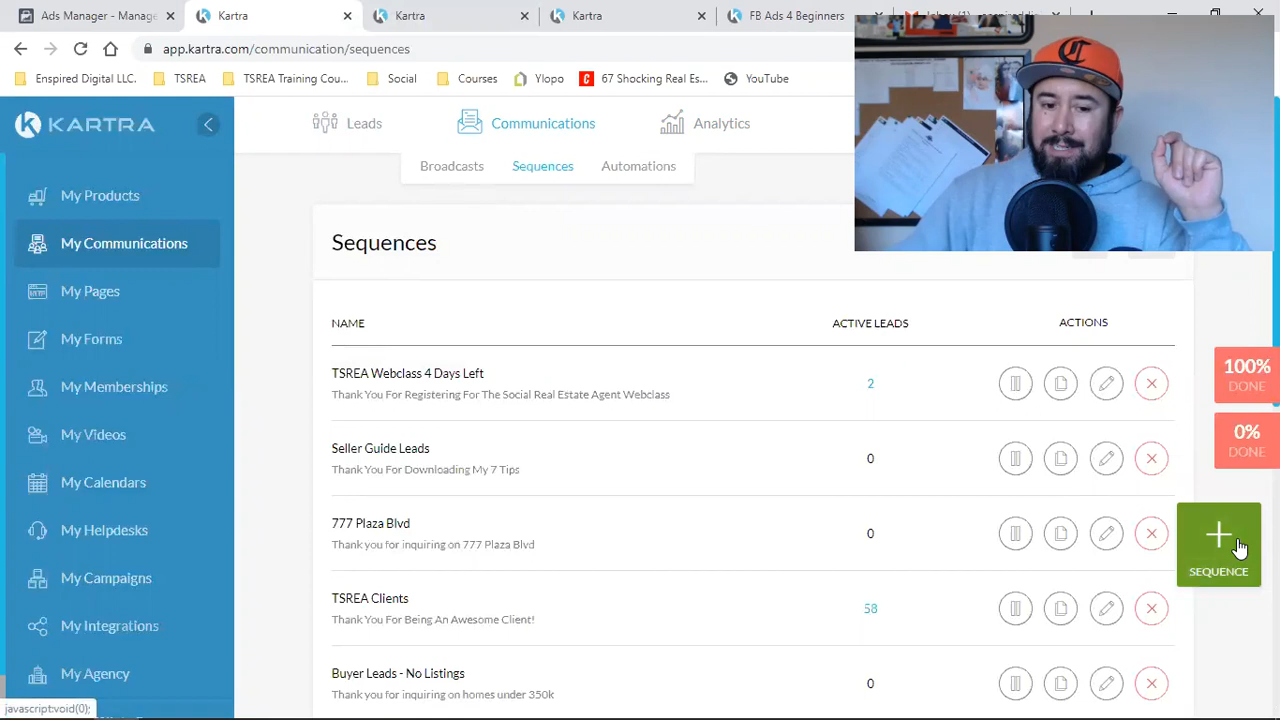 Ads Manager - Manage
Kartra
Kartra
Kartra
FB Ads 4 Beginners
app.kartra.com/communication/sequences
Enspired Digital LLC.
TSREA
TSREA Training Cou...
Social
Courses
Ylopo
67 Shocking Real Es...
YouTube
KARTRA
Leads
Communications
Analytics
Broadcasts
Sequences
Automations
My Products
My Communications
My Pages
My Forms
My Memberships
My Videos
My Calendars
My Helpdesks
My Campaigns
My Integrations
My Agency
Sequences
NAME
ACTIVE LEADS
ACTIONS
TSREA Webclass 4 Days Left
Thank You For Registering For The Social Real Estate Agent Webclass
2
Seller Guide Leads
Thank You For Downloading My 7 Tips
0
777 Plaza Blvd
Thank you for inquiring on 777 Plaza Blvd
0
TSREA Clients
Thank You For Being An Awesome Client!
58
Buyer Leads - No Listings
Thank you for inquiring on homes under 350k
0
100%
DONE
0%
DONE
SEQUENCE
javascript:void(0);